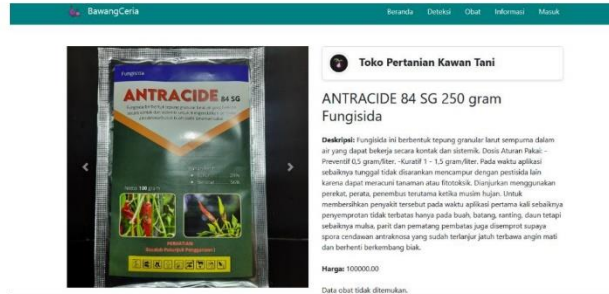 BawangCeria
Beranda Deteksi Obat Informasi Masuk
Fungisida
ANTRACIDE 84 SG
Toko Pertanian Kawan Tani
ANTRACIDE 84 SG 250 gram
Fungisida
Deskripsi: Fungisida ini berbentuk tepung granular larut sempurna dalam
air yang dapat bekerja secara kontak dan sistemik. Dosis Aturan Pakai: -
Preventif 0,5 gram/liter. -Kuratif 1 - 1,5 gram/liter. Pada waktu aplikasi
sebaiknya tunggal tidak disarankan mencampur dengan pestisida lain
karena dapat meracuni tanaman atau fitotoksik. Dianjurkan menggunakan
perekat, perata, penembus terutama ketika musim hujan. Untuk
membersihkan penyakit tersebut pada waktu aplikasi pertama kali sebaiknya
penyemprotan tidak terbatas hanya pada buah, batang, ranting, daun tetapi
sebaiknya mulsa, parit dan pematang pembatas juga disemprot supaya
spora cendawan antraknosa yang sudah terlanjur jatuh terbawa angin mati
dan berhenti berkembang biak.
Harga: 100000.00
Data obat tidak ditemukan.